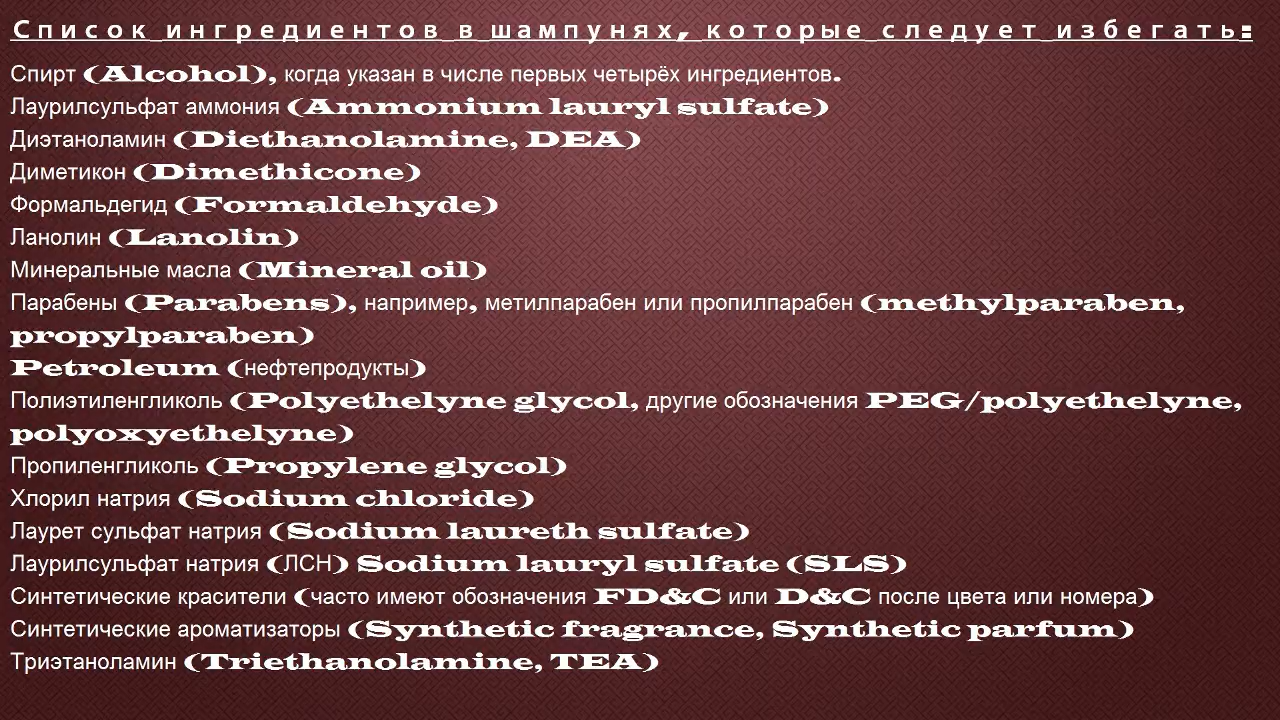 Список ингредиентов в шампунях, которые следует избегать:
Спирт (Alcohol), когда указан в числе первых четырёх ингредиентов.
Лаурилсульфат аммония (Ammonium lauryl sulfate)
Диэтаноламин (Diethanolamine, DEA)
Диметикон (Dimethicone)
Формальдегид (Formaldehyde)
Ланолин (Lanolin)
Минеральные масла (Mineral oil)
Парабены (Parabens), например, метилпарабен или пропилпарабен (methylparaben,
propylparaben)
Petroleum (нефтепродукты)
Полиэтиленгликоль (Polyethelyne glycol, другие обозначения PEG/polyethelyne,
polyoxyethelyne)
Пропиленгликоль (Propylene glycol)
Хлорил натрия (Sodium chloride)
Лаурет сульфат натрия (Sodium laureth sulfate)
Лаурилсульфат натрия (ЛСН) Sodium lauryl sulfate (SLS)
Синтетические красители (часто имеют обозначения FD&C или D&C после цвета или номера)
Синтетические ароматизаторы (Synthetic fragrance, Synthetic parfum)
Триэтаноламин (Triethanolamine, TEA)